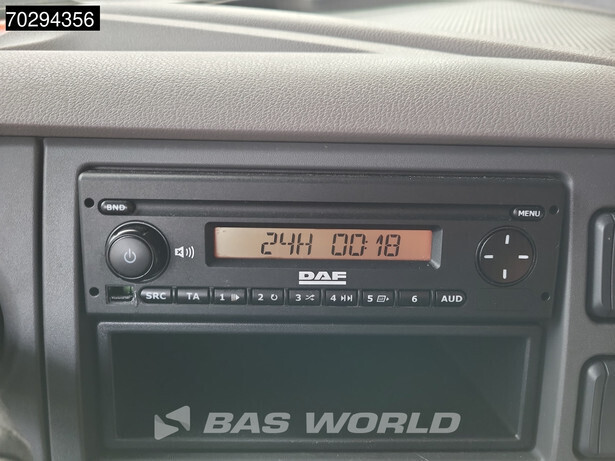 70294356
BND
MENU
24H 00:18
DAF
SRC TA 1 2 3 4 5 6 AUD
BAS WORLD